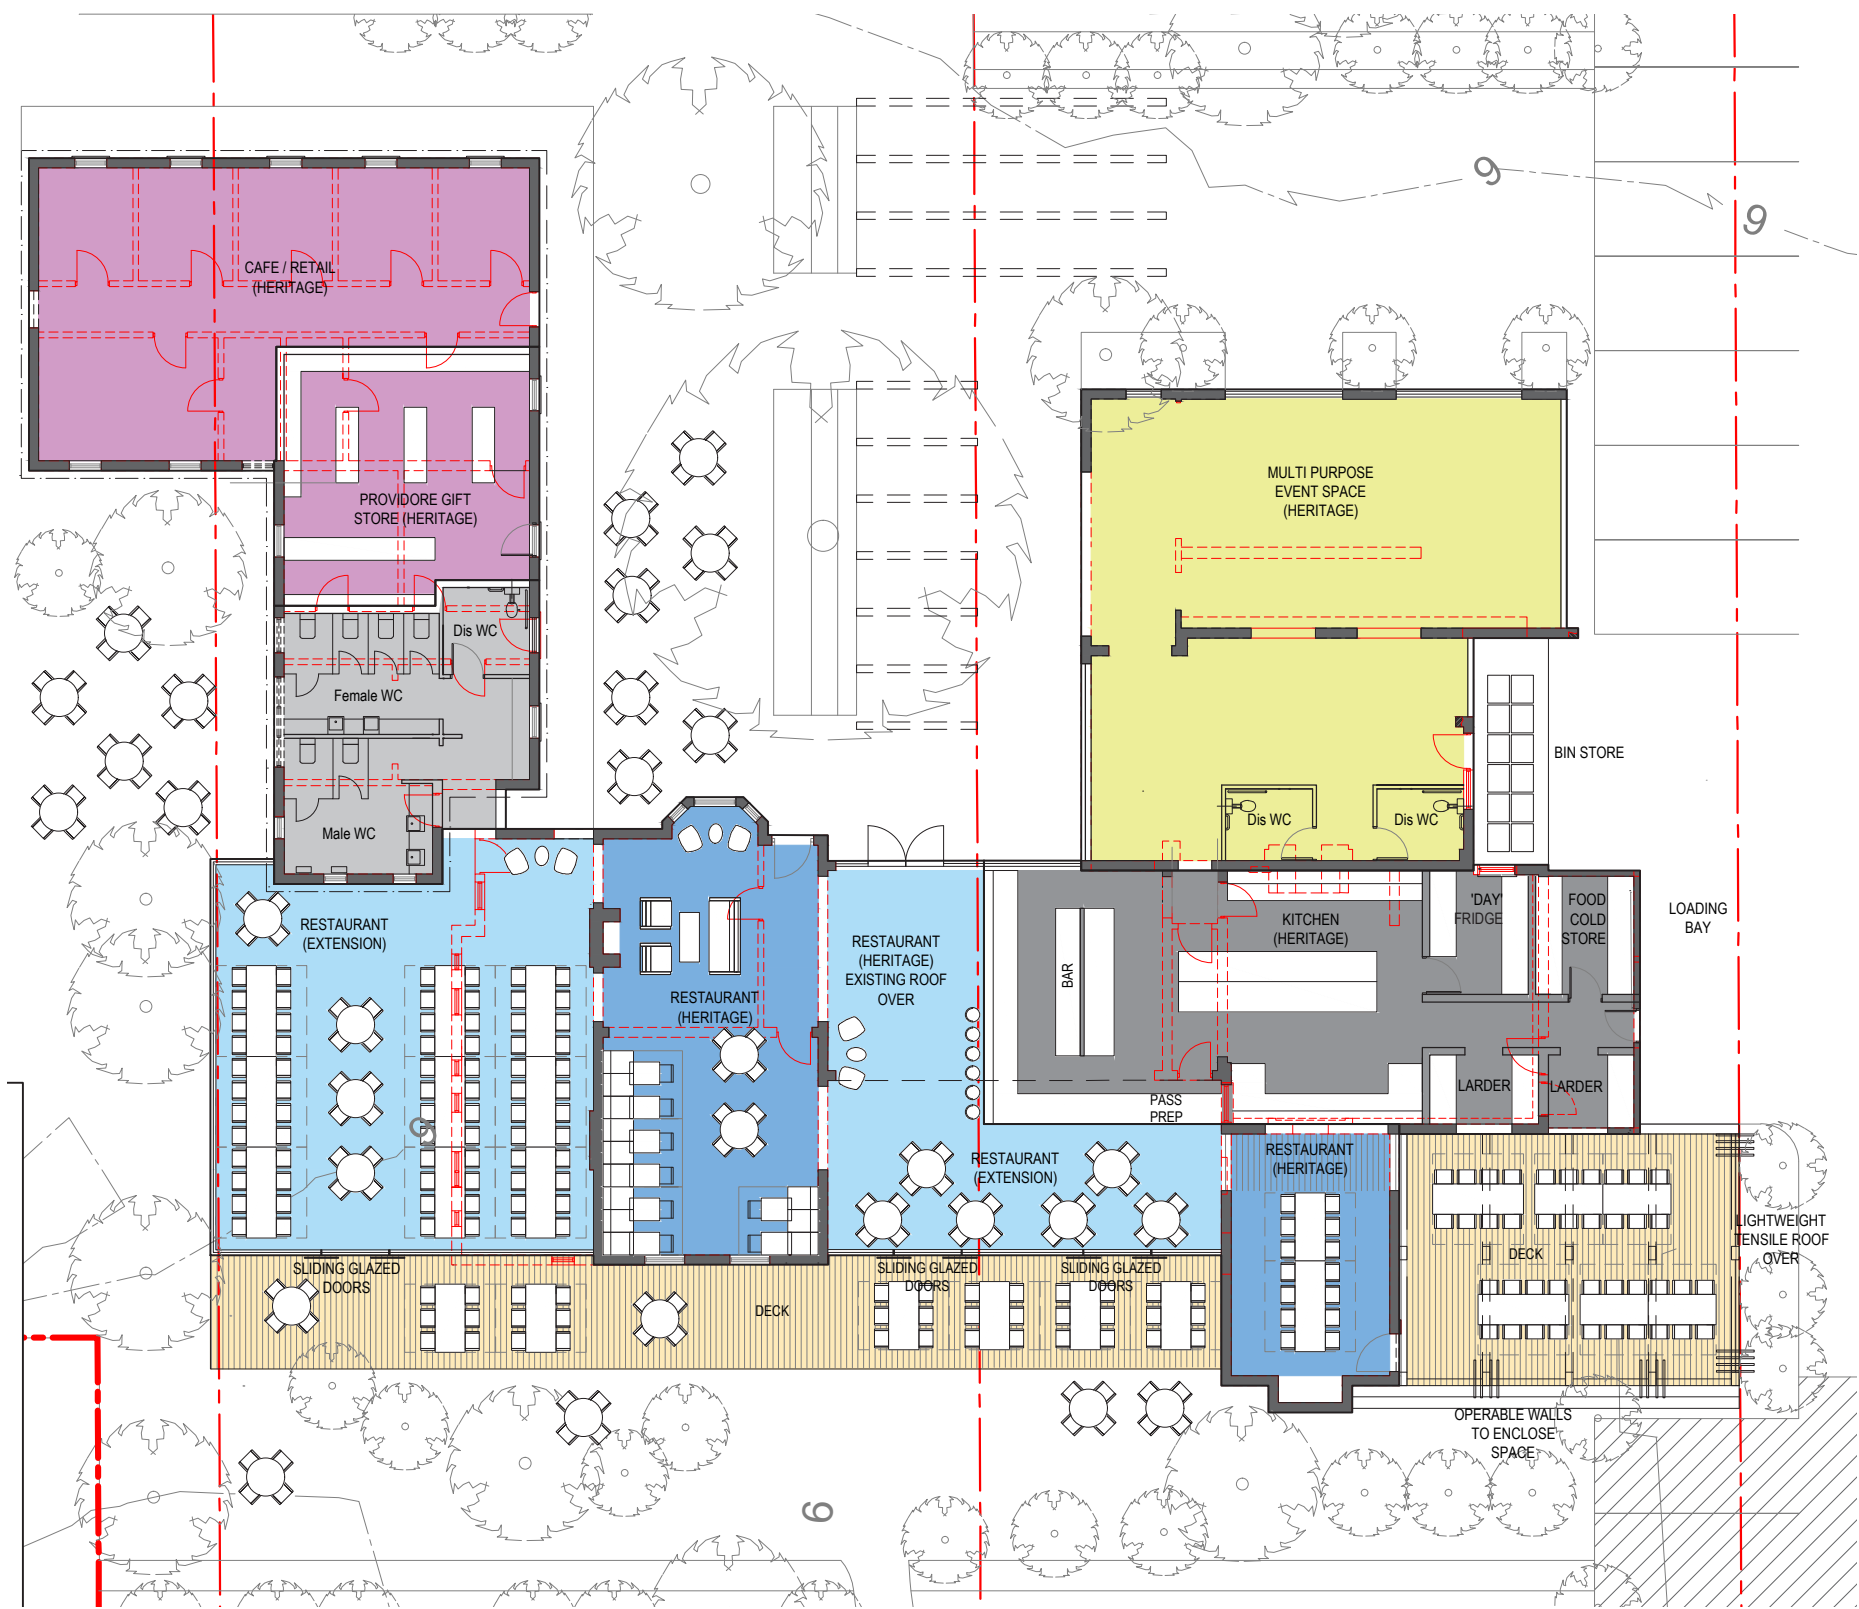 9
9
CAFE / RETAIL
(HERITAGE)
MULTI PURPOSE
EVENT SPACE
(HERITAGE)
PROVIDORE GIFT
STORE (HERITAGE)
Dis WC
Female WC
BIN STORE
Male WC
Dis WC
Dis WC
RESTAURANT
(EXTENSION)
RESTAURANT
(HERITAGE)
EXISTING ROOF
OVER
RESTAURANT
(HERITAGE)
BAR
KITCHEN
(HERITAGE)
'DAY'
FRIDGE
FOOD
COLD
STORE
LOADING
BAY
LARDER
LARDER
PASS
PREP
9
RESTAURANT
(EXTENSION)
RESTAURANT
(HERITAGE)
LIGHTWEIGHT
TENSILE ROOF
OVER
DECK
SLIDING GLAZED
DOORS
SLIDING GLAZED
DOORS
SLIDING GLAZED
DOORS
DECK
OPERABLE WALLS
TO ENCLOSE
SPACE
9